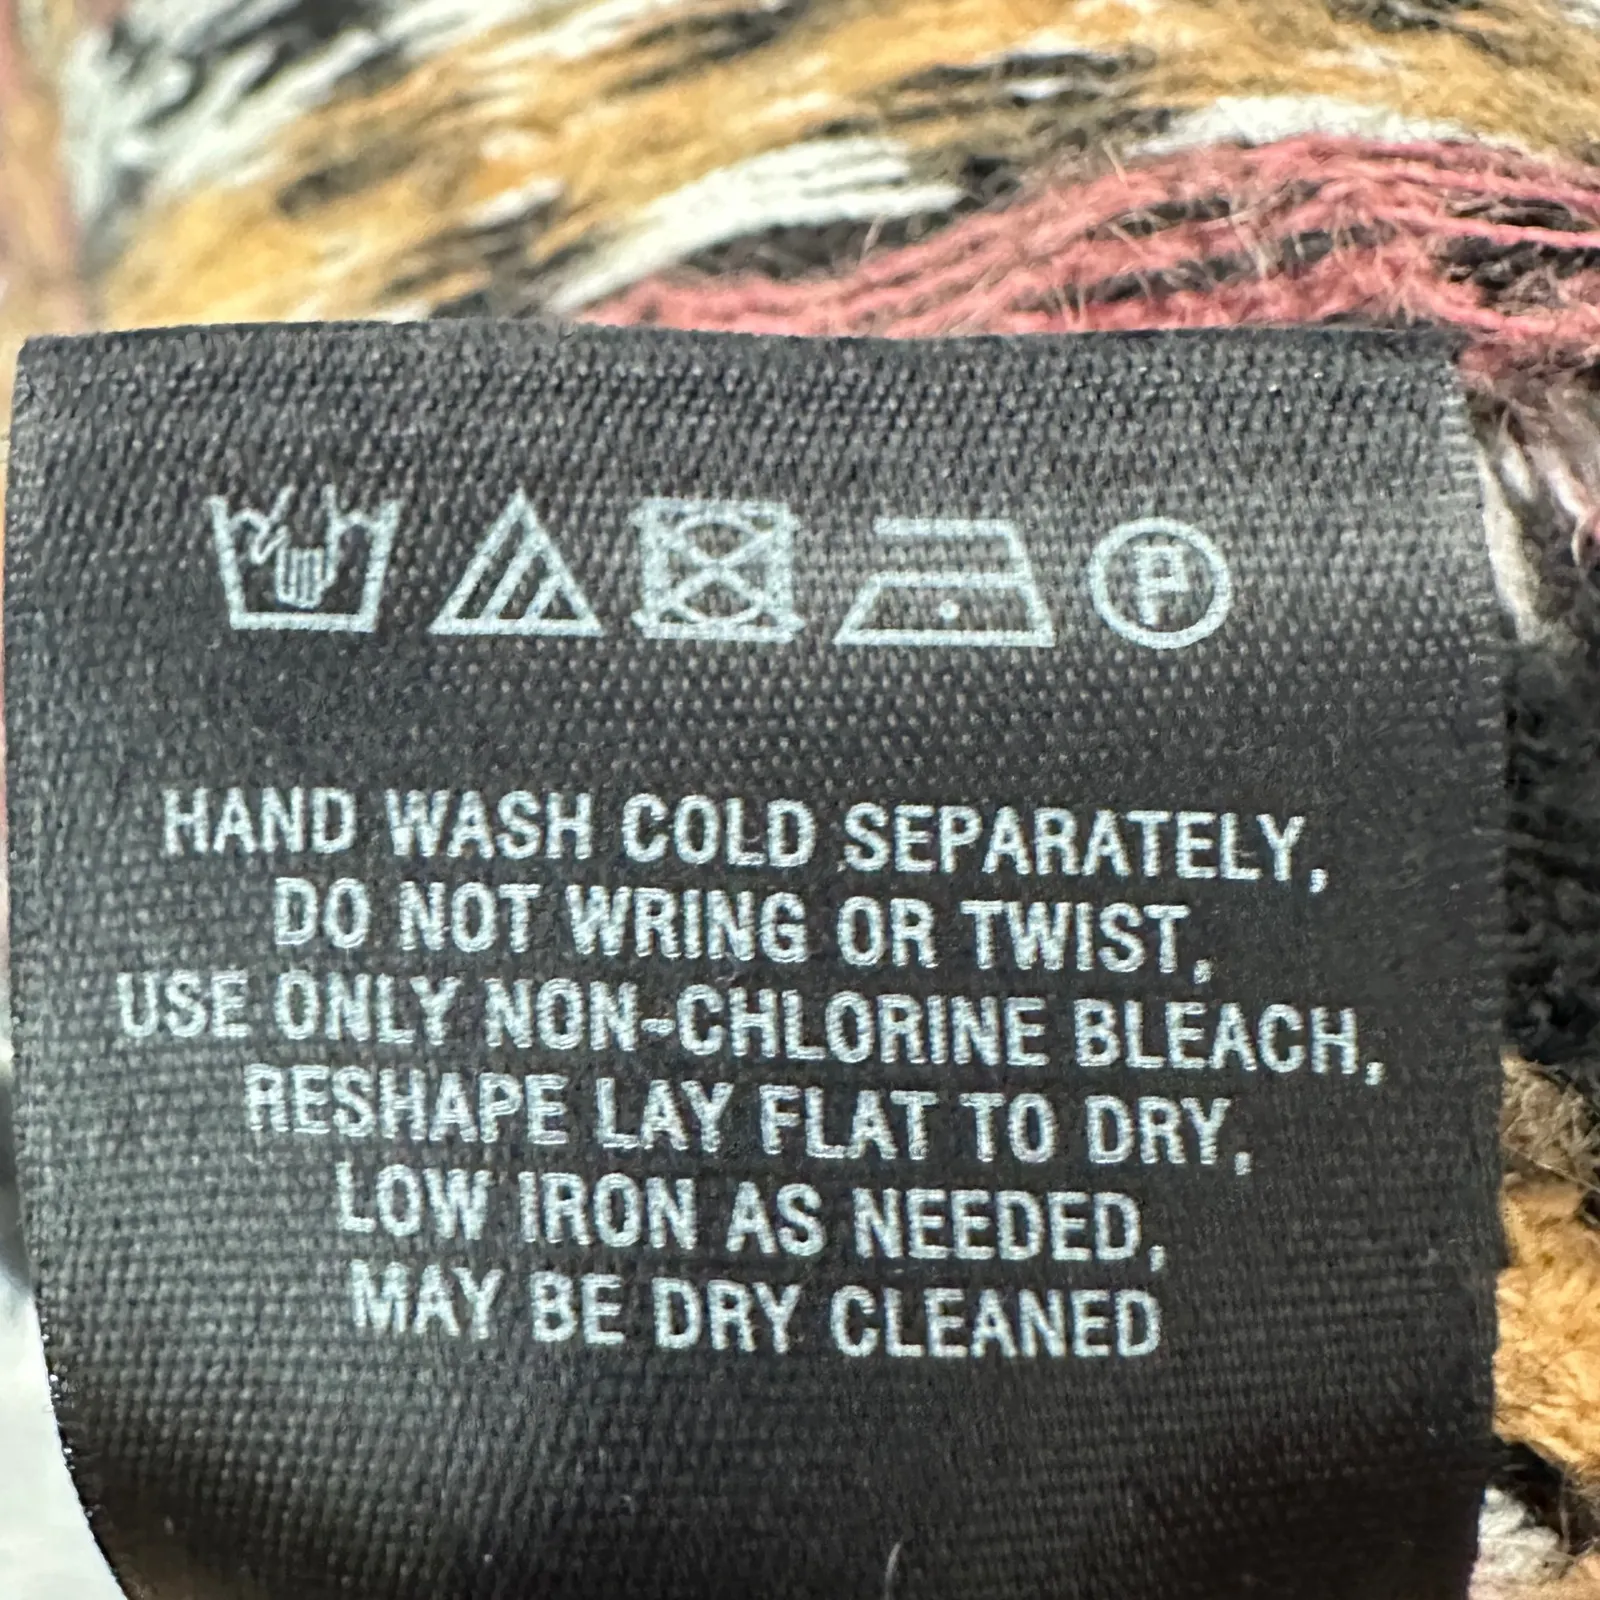 P
HAND WASH COLD SEPARATELY,
DO NOT WRING OR TWIST,
USE ONLY NON-CHLORINE BLEACH,
RESHAPE LAY FLAT TO DRY,
LOW IRON AS NEEDED,
MAY BE DRY CLEANED